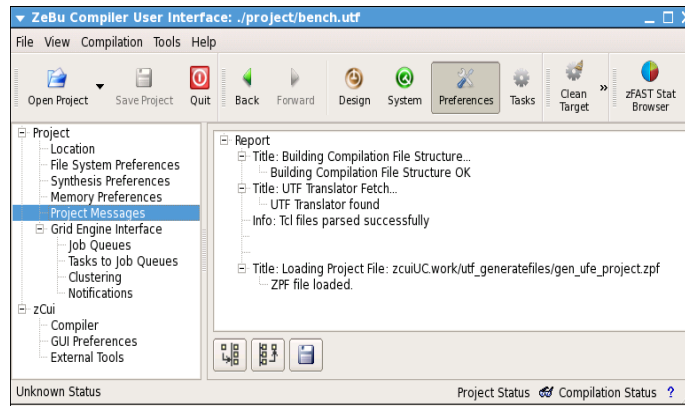 ZeBu Compiler User Interface: ./project/bench.utf
File View Compilation Tools Help
Open Project Save Project Quit Back Forward Design System Preferences Tasks Clean Target » zFAST Stat Browser
Project
Location
File System Preferences
Synthesis Preferences
Memory Preferences
Project Messages
Grid Engine Interface
Job Queues
Tasks to Job Queues
Clustering
Notifications
zCui
Compiler
GUI Preferences
External Tools
Report
Title: Building Compilation File Structure...
Building Compilation File Structure OK
Title: UTF Translator Fetch...
UTF Translator found
Info: Tcl files parsed successfully
Title: Loading Project File: zcuiUC.work/utf_generatefiles/gen_ufe_project.zpf
ZPF file loaded.
Unknown Status Project Status Compilation Status ?